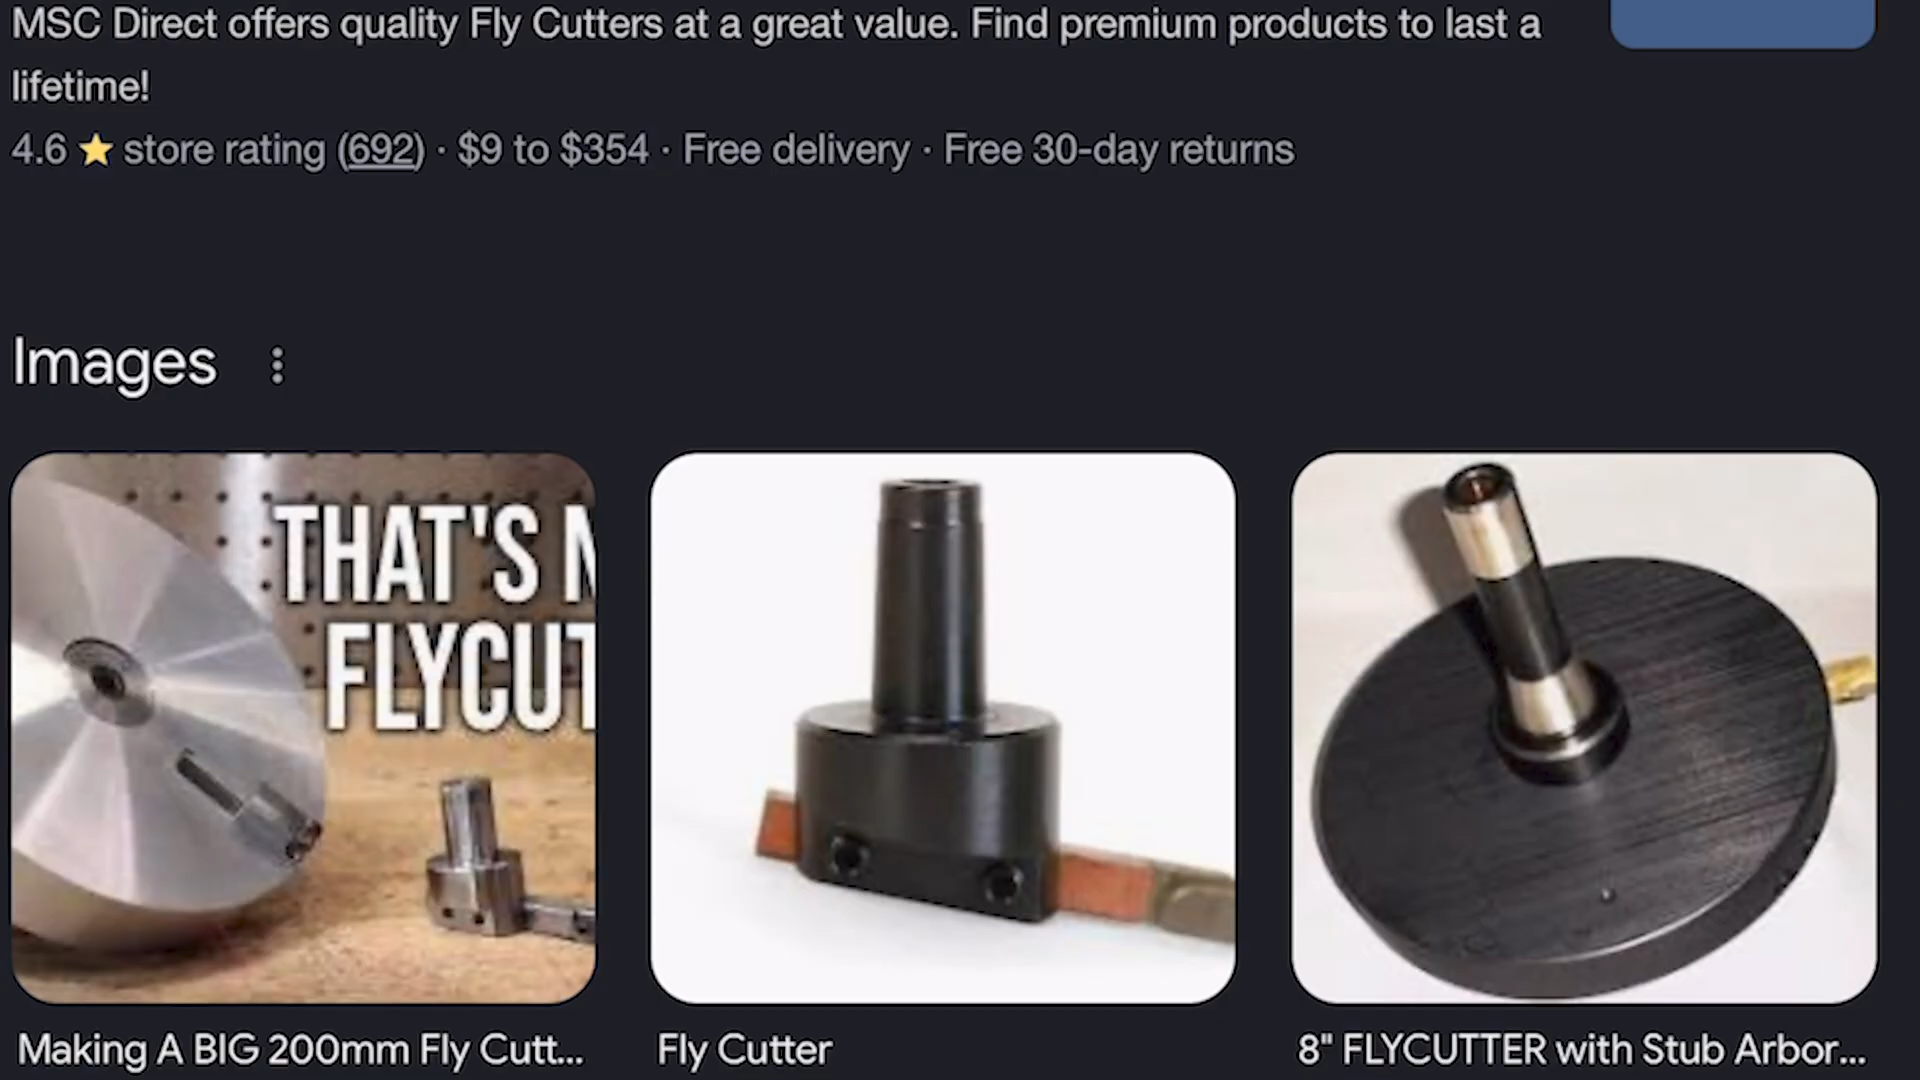 MSC Direct offers quality Fly Cutters at a great value. Find premium products to last a
lifetime!
4.6 ⭐ store rating (692) · $9 to $354 · Free delivery · Free 30-day returns
Images
THAT'S
FLYCUT
Making A BIG 200mm Fly Cutt...
Fly Cutter
8" FLYCUTTER with Stub Arbor...